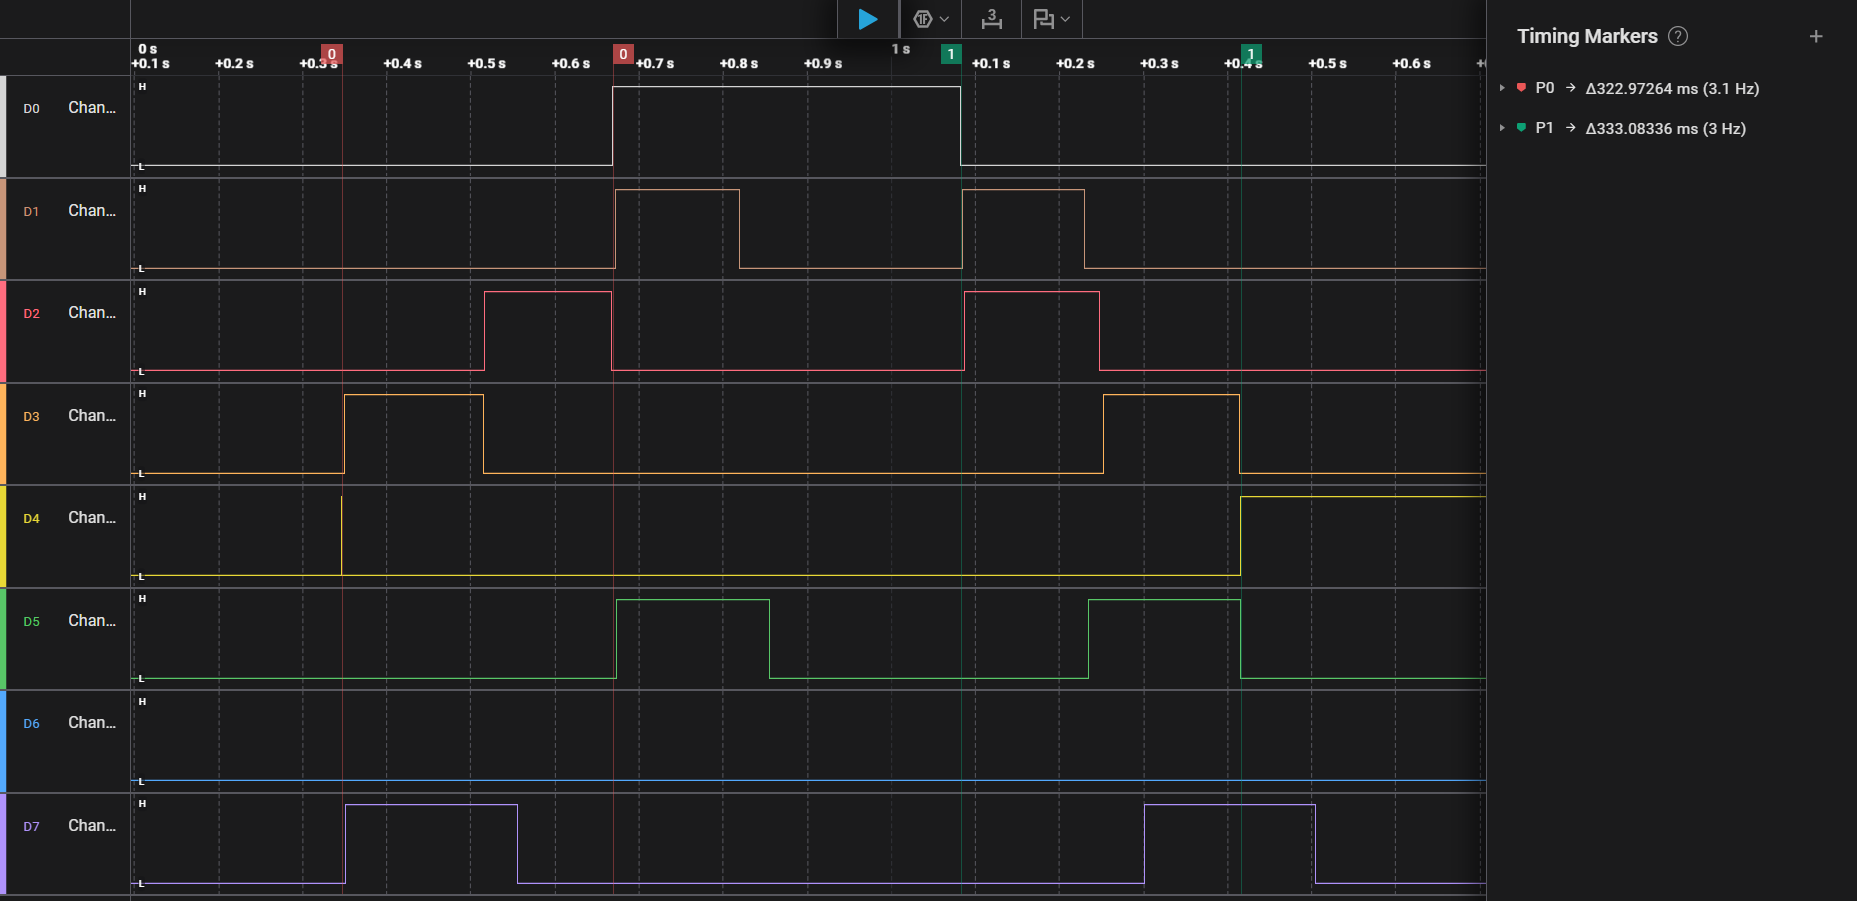 3
Timing Markers ?
+
0 s
1 s
0
0
1
1
+0.1 s
+0.2 s
+0.3 s
+0.4 s
+0.5 s
+0.6 s
+0.7 s
+0.8 s
+0.9 s
+0.1 s
+0.2 s
+0.3 s
+0.4 s
+0.5 s
+0.6 s
P0 → Δ322.97264 ms (3.1 Hz)
P1 → Δ333.08336 ms (3 Hz)
H
D0 Chan...
L
H
D1 Chan...
L
H
D2 Chan...
L
H
D3 Chan...
L
H
D4 Chan...
L
H
D5 Chan...
L
H
D6 Chan...
L
H
D7 Chan...
L